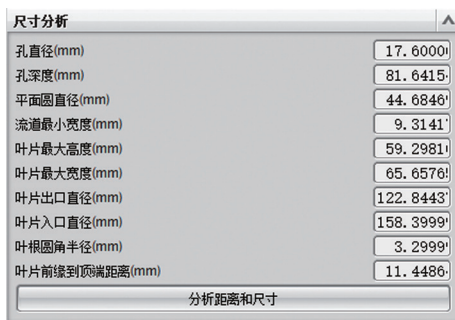 尺寸分析
孔直径(mm) 17.6000
孔深度(mm) 81.6415
平面圆直径(mm) 44.6846
流道最小宽度(mm) 9.3141
叶片最大高度(mm) 59.2981
叶片最大宽度(mm) 65.6576
叶片出口直径(mm) 122.8443
叶片入口直径(mm) 158.3999
叶根圆角半径(mm) 3.2999
叶片前缘到顶端距离(mm) 11.4486
分析距离和尺寸